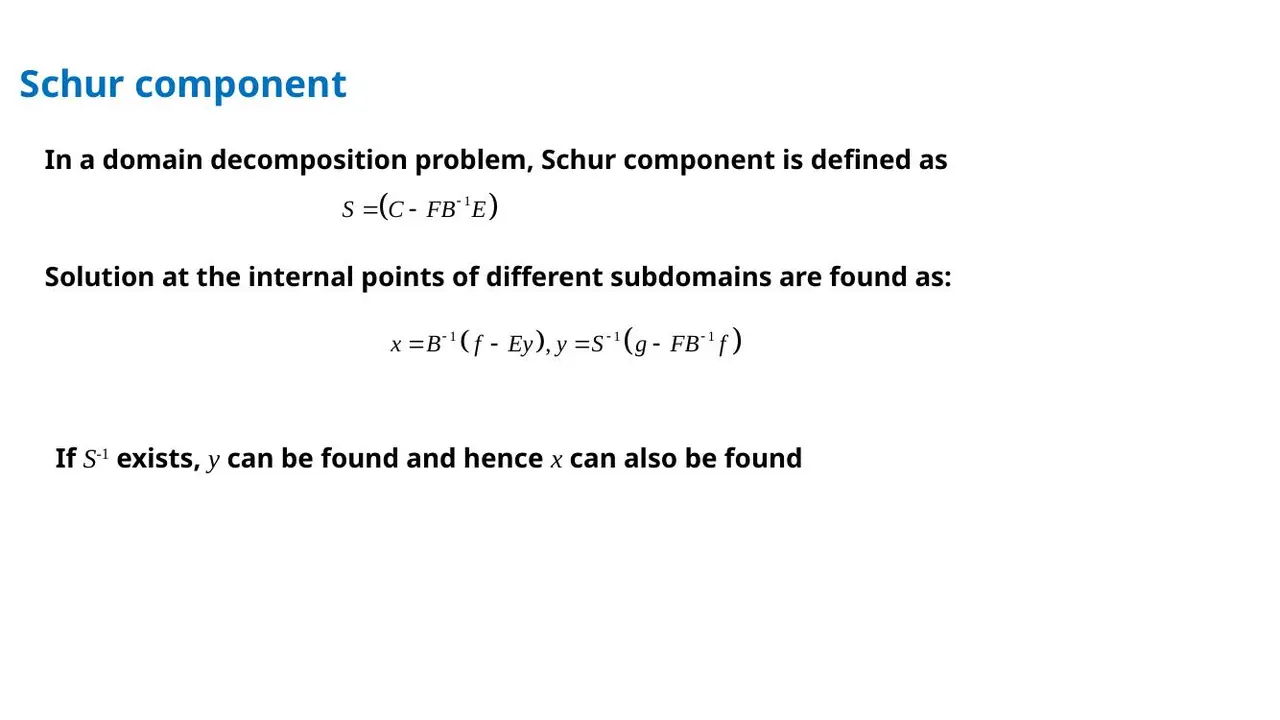 Schur component
In a domain decomposition problem, Schur component is defined as
S = (C - FB⁻¹E)
Solution at the internal points of different subdomains are found as:
x = B⁻¹(f - Ey), y = S⁻¹(g - FB⁻¹f)
If S⁻¹ exists, y can be found and hence x can also be found